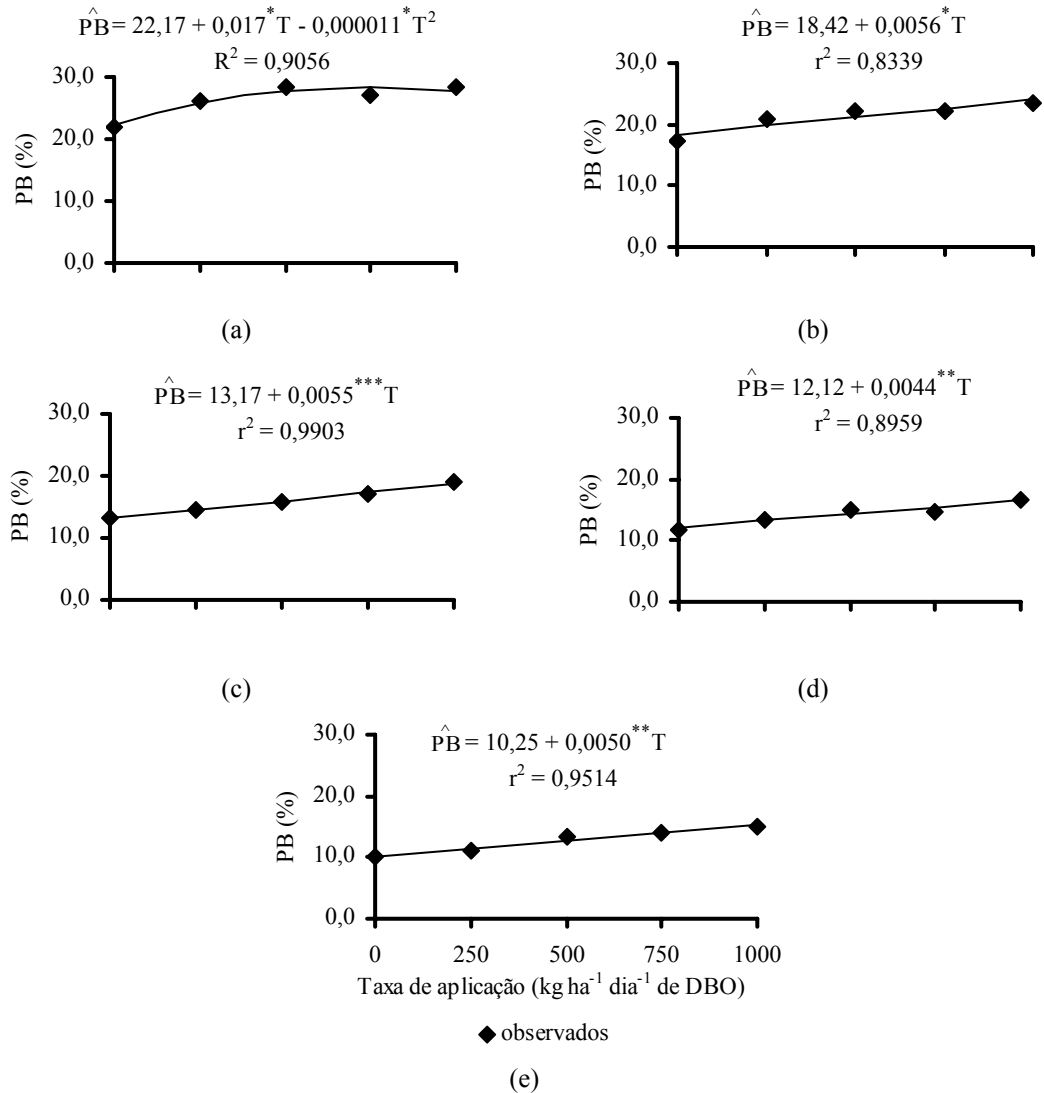 P̂B = 22,17 + 0,017*T - 0,000011*T²
R² = 0,9056
30,0
20,0
10,0
0,0
PB (%)
(a)
P̂B = 18,42 + 0,0056*T
r² = 0,8339
30,0
20,0
10,0
0,0
PB (%)
(b)
P̂B = 13,17 + 0,0055***T
r² = 0,9903
30,0
20,0
10,0
0,0
PB (%)
(c)
P̂B = 12,12 + 0,0044**T
r² = 0,8959
30,0
20,0
10,0
0,0
PB (%)
(d)
P̂B = 10,25 + 0,0050**T
r² = 0,9514
30,0
20,0
10,0
0,0
PB (%)
0 250 500 750 1000
Taxa de aplicação (kg ha⁻¹ dia⁻¹ de DBO)
observados
(e)